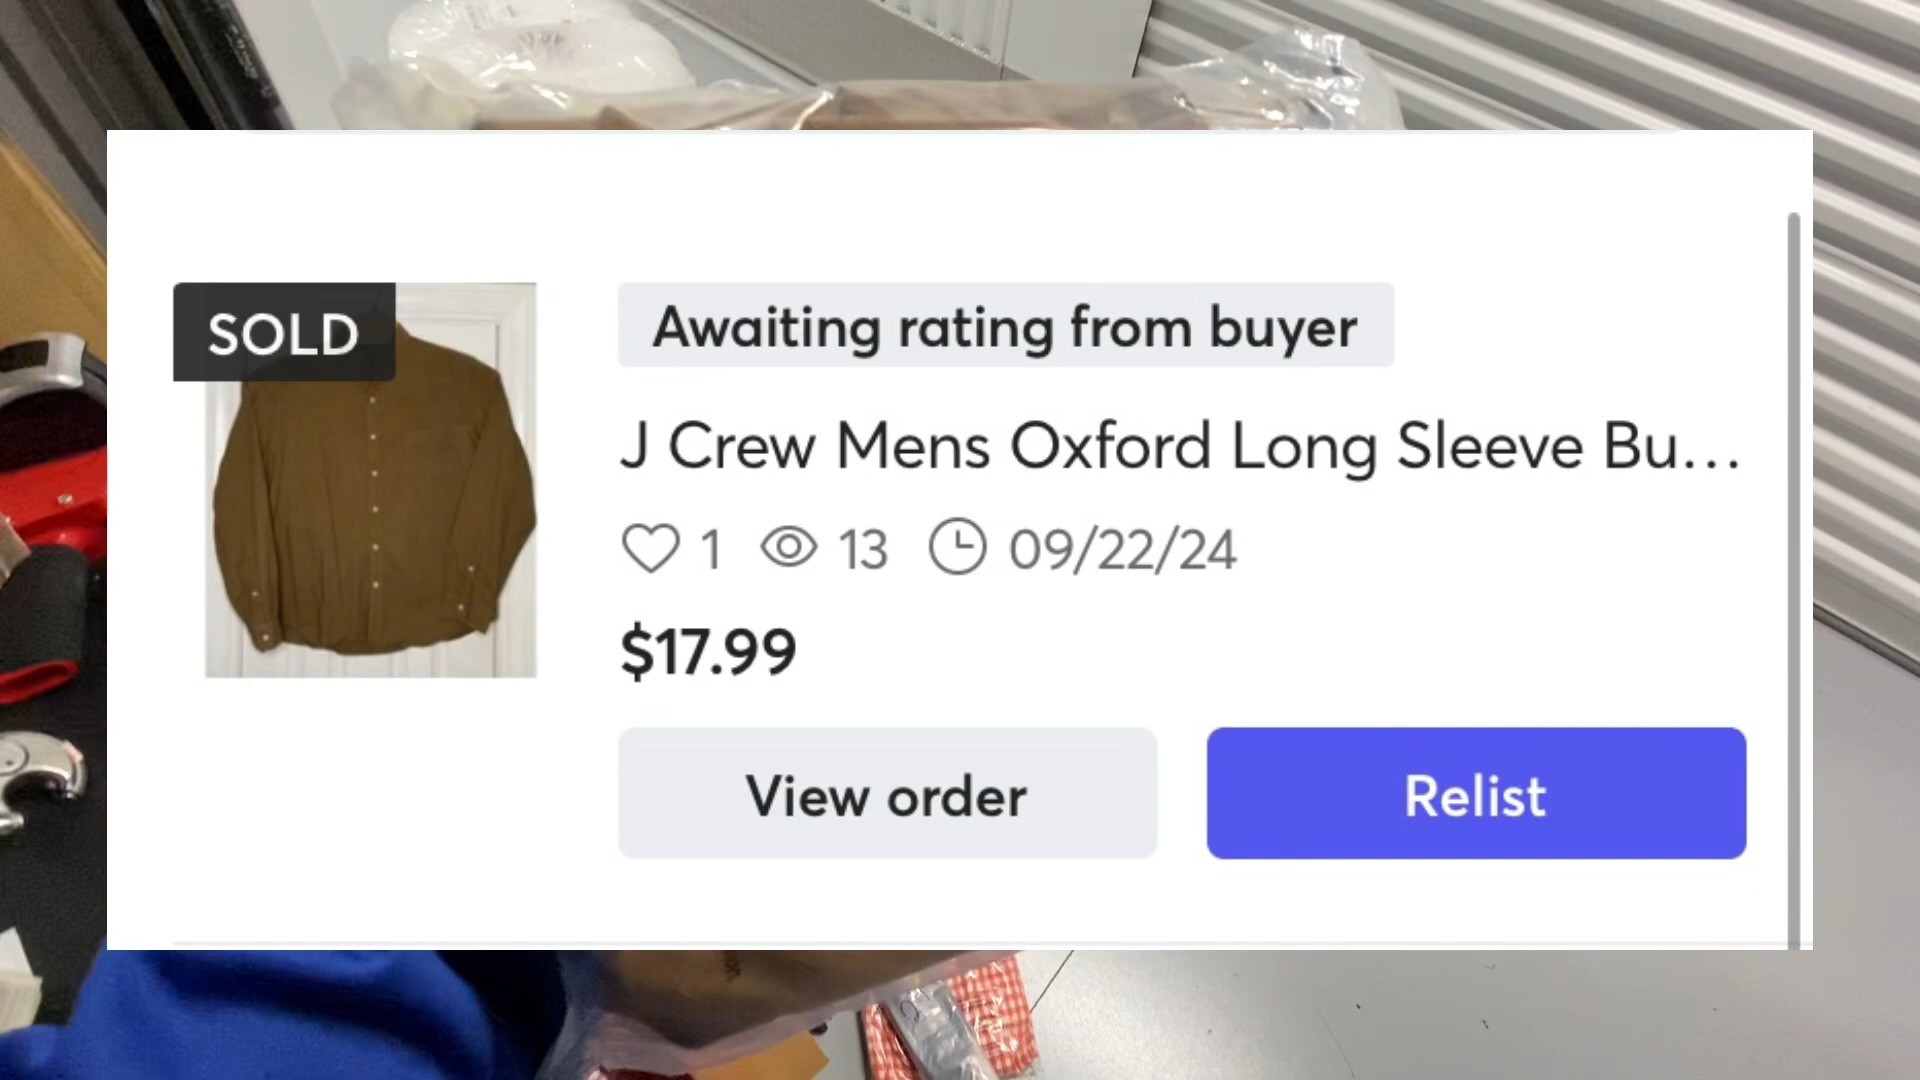 SOLD
Awaiting rating from buyer
J Crew Mens Oxford Long Sleeve Bu...
1 13 09/22/24
$17.99
View order
Relist